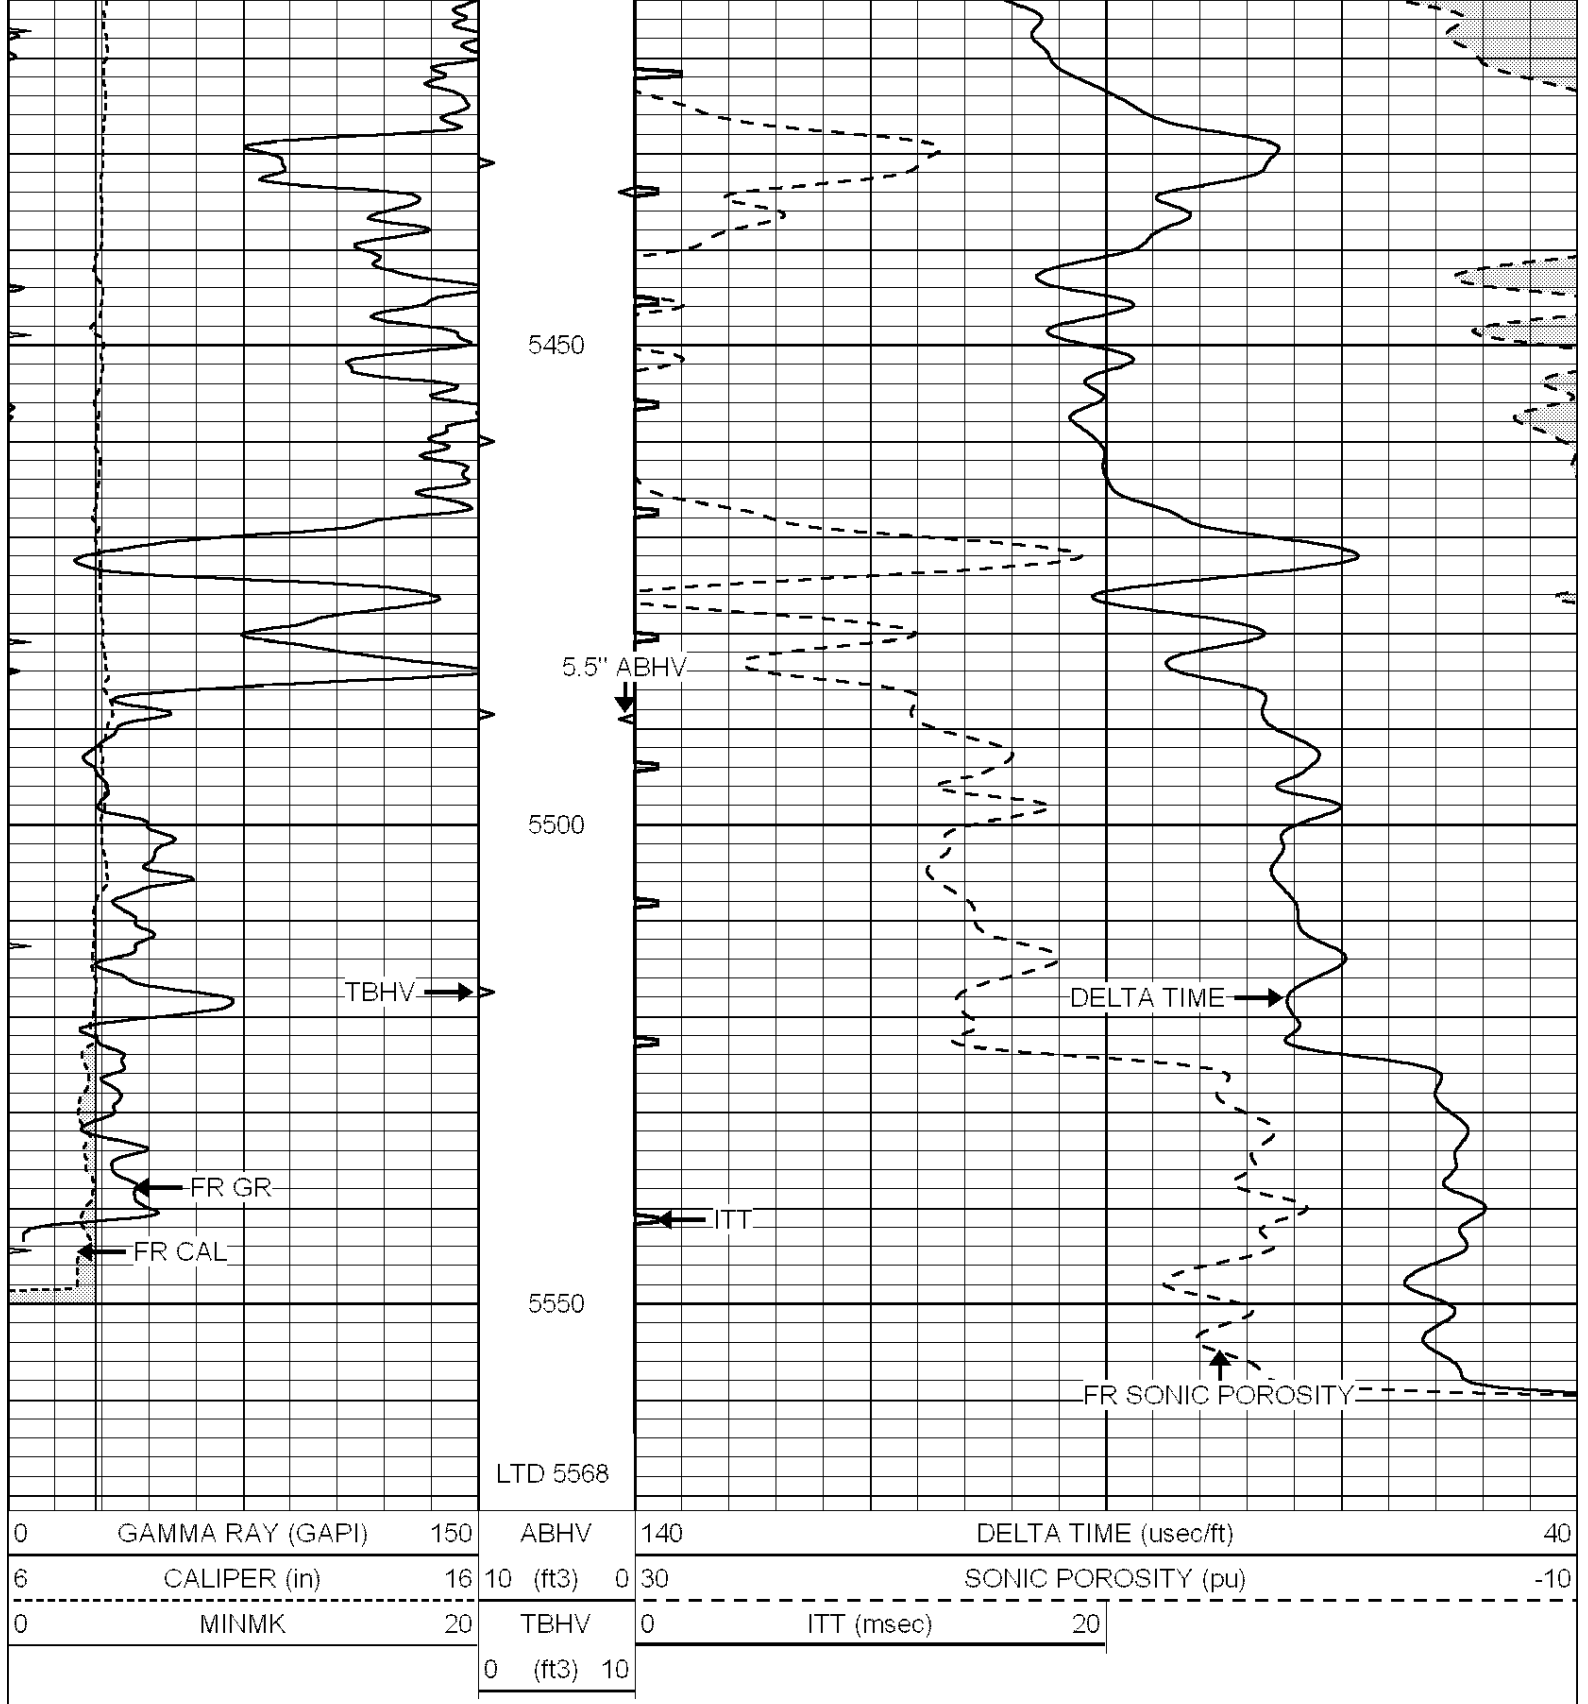 5450
5.5" ABHV
5500
TBHV
DELTA TIME
FR GR
ITT
FR CAL
5550
FR SONIC POROSITY
LTD 5568
0 GAMMA RAY (GAPI) 150
ABHV
140 DELTA TIME (usec/ft) 40
6 CALIPER (in) 16
10 (ft3) 0
30 SONIC POROSITY (pu) -10
0 MINMK 20
TBHV
0 ITT (msec) 20
0 (ft3) 10